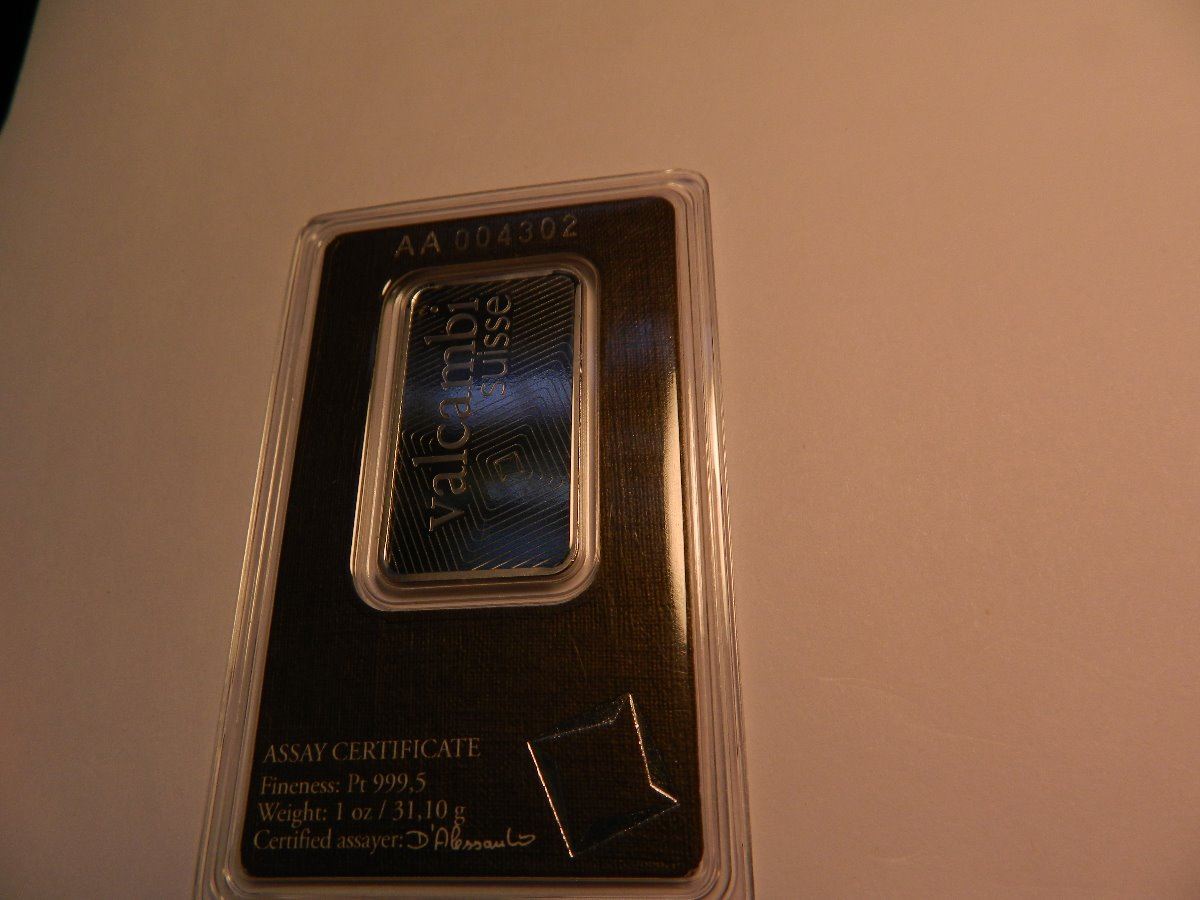 AA 004302
valcambi
suisse
ASSAY CERTIFICATE
Fineness: Pt 999,5
Weight: 1 oz / 31,10 g
Certified assayer: